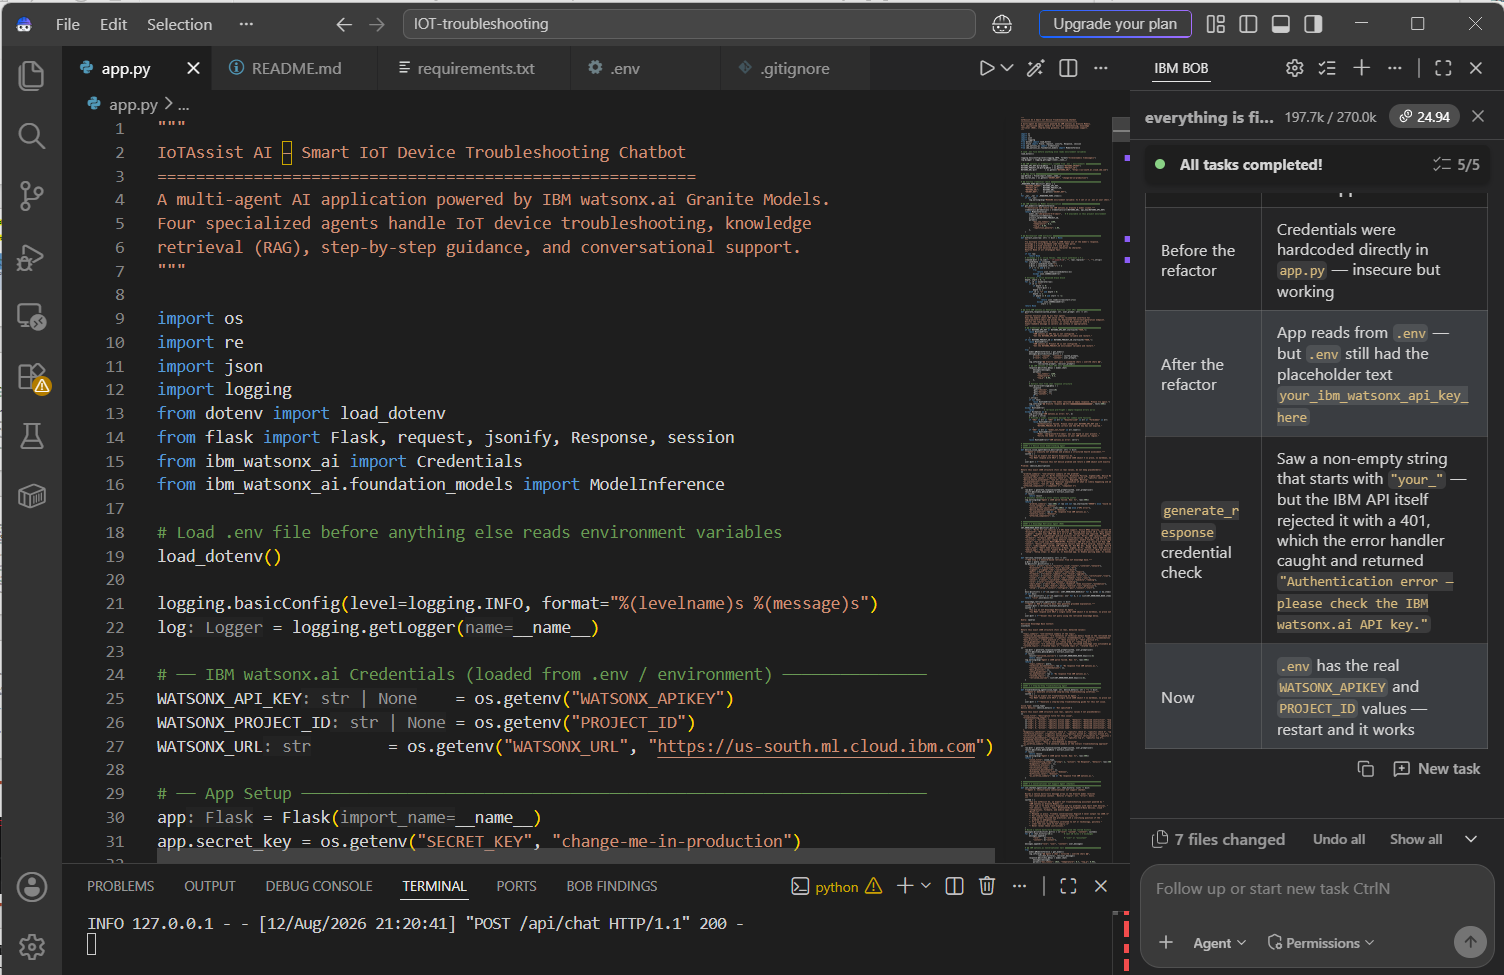 File Edit Selection ··· IOT-troubleshooting Upgrade your plan
app.py README.md requirements.txt .env .gitignore
app.py > ...
1 """
2 IoTAssist AI – Smart IoT Device Troubleshooting Chatbot
3 ========================================================
4 A multi-agent AI application powered by IBM watsonx.ai Granite Models.
5 Four specialized agents handle IoT device troubleshooting, knowledge
6 retrieval (RAG), step-by-step guidance, and conversational support.
7 """
8
9 import os
10 import re
11 import json
12 import logging
13 from dotenv import load_dotenv
14 from flask import Flask, request, jsonify, Response, session
15 from ibm_watsonx_ai import Credentials
16 from ibm_watsonx_ai.foundation_models import ModelInference
17
18 # Load .env file before anything else reads environment variables
19 load_dotenv()
20
21 logging.basicConfig(level=logging.INFO, format="%(levelname)s %(message)s")
22 log: Logger = logging.getLogger(name=__name__)
23
24 # ── IBM watsonx.ai Credentials (loaded from .env / environment) ───────────────
25 WATSONX_API_KEY: str | None = os.getenv("WATSONX_APIKEY")
26 WATSONX_PROJECT_ID: str | None = os.getenv("PROJECT_ID")
27 WATSONX_URL: str = os.getenv("WATSONX_URL", "https://us-south.ml.cloud.ibm.com")
28
29 # ── App Setup ─────────────────────────────────────────────────────────────────
30 app: Flask = Flask(import_name=__name__)
31 app.secret_key = os.getenv("SECRET_KEY", "change-me-in-production")
PROBLEMS OUTPUT DEBUG CONSOLE TERMINAL PORTS BOB FINDINGS python
INFO 127.0.0.1 - - [12/Aug/2026 21:20:41] "POST /api/chat HTTP/1.1" 200 -
IBM BOB
everything is fi... 197.7k / 270.0k 24.94
All tasks completed! 5/5
Before the
refactor
Credentials were
hardcoded directly in
app.py — insecure but
working
After the
refactor
App reads from .env —
but .env still had the
placeholder text
your_ibm_watsonx_api_key_
here
generate_r
esponse
credential
check
Saw a non-empty string
that starts with "your_" —
but the IBM API itself
rejected it with a 401,
which the error handler
caught and returned
"Authentication error —
please check the IBM
watsonx.ai API key."
Now
.env has the real
WATSONX_APIKEY and
PROJECT_ID values —
restart and it works
New task
7 files changed Undo all Show all
Follow up or start new task CtrlN
Agent Permissions